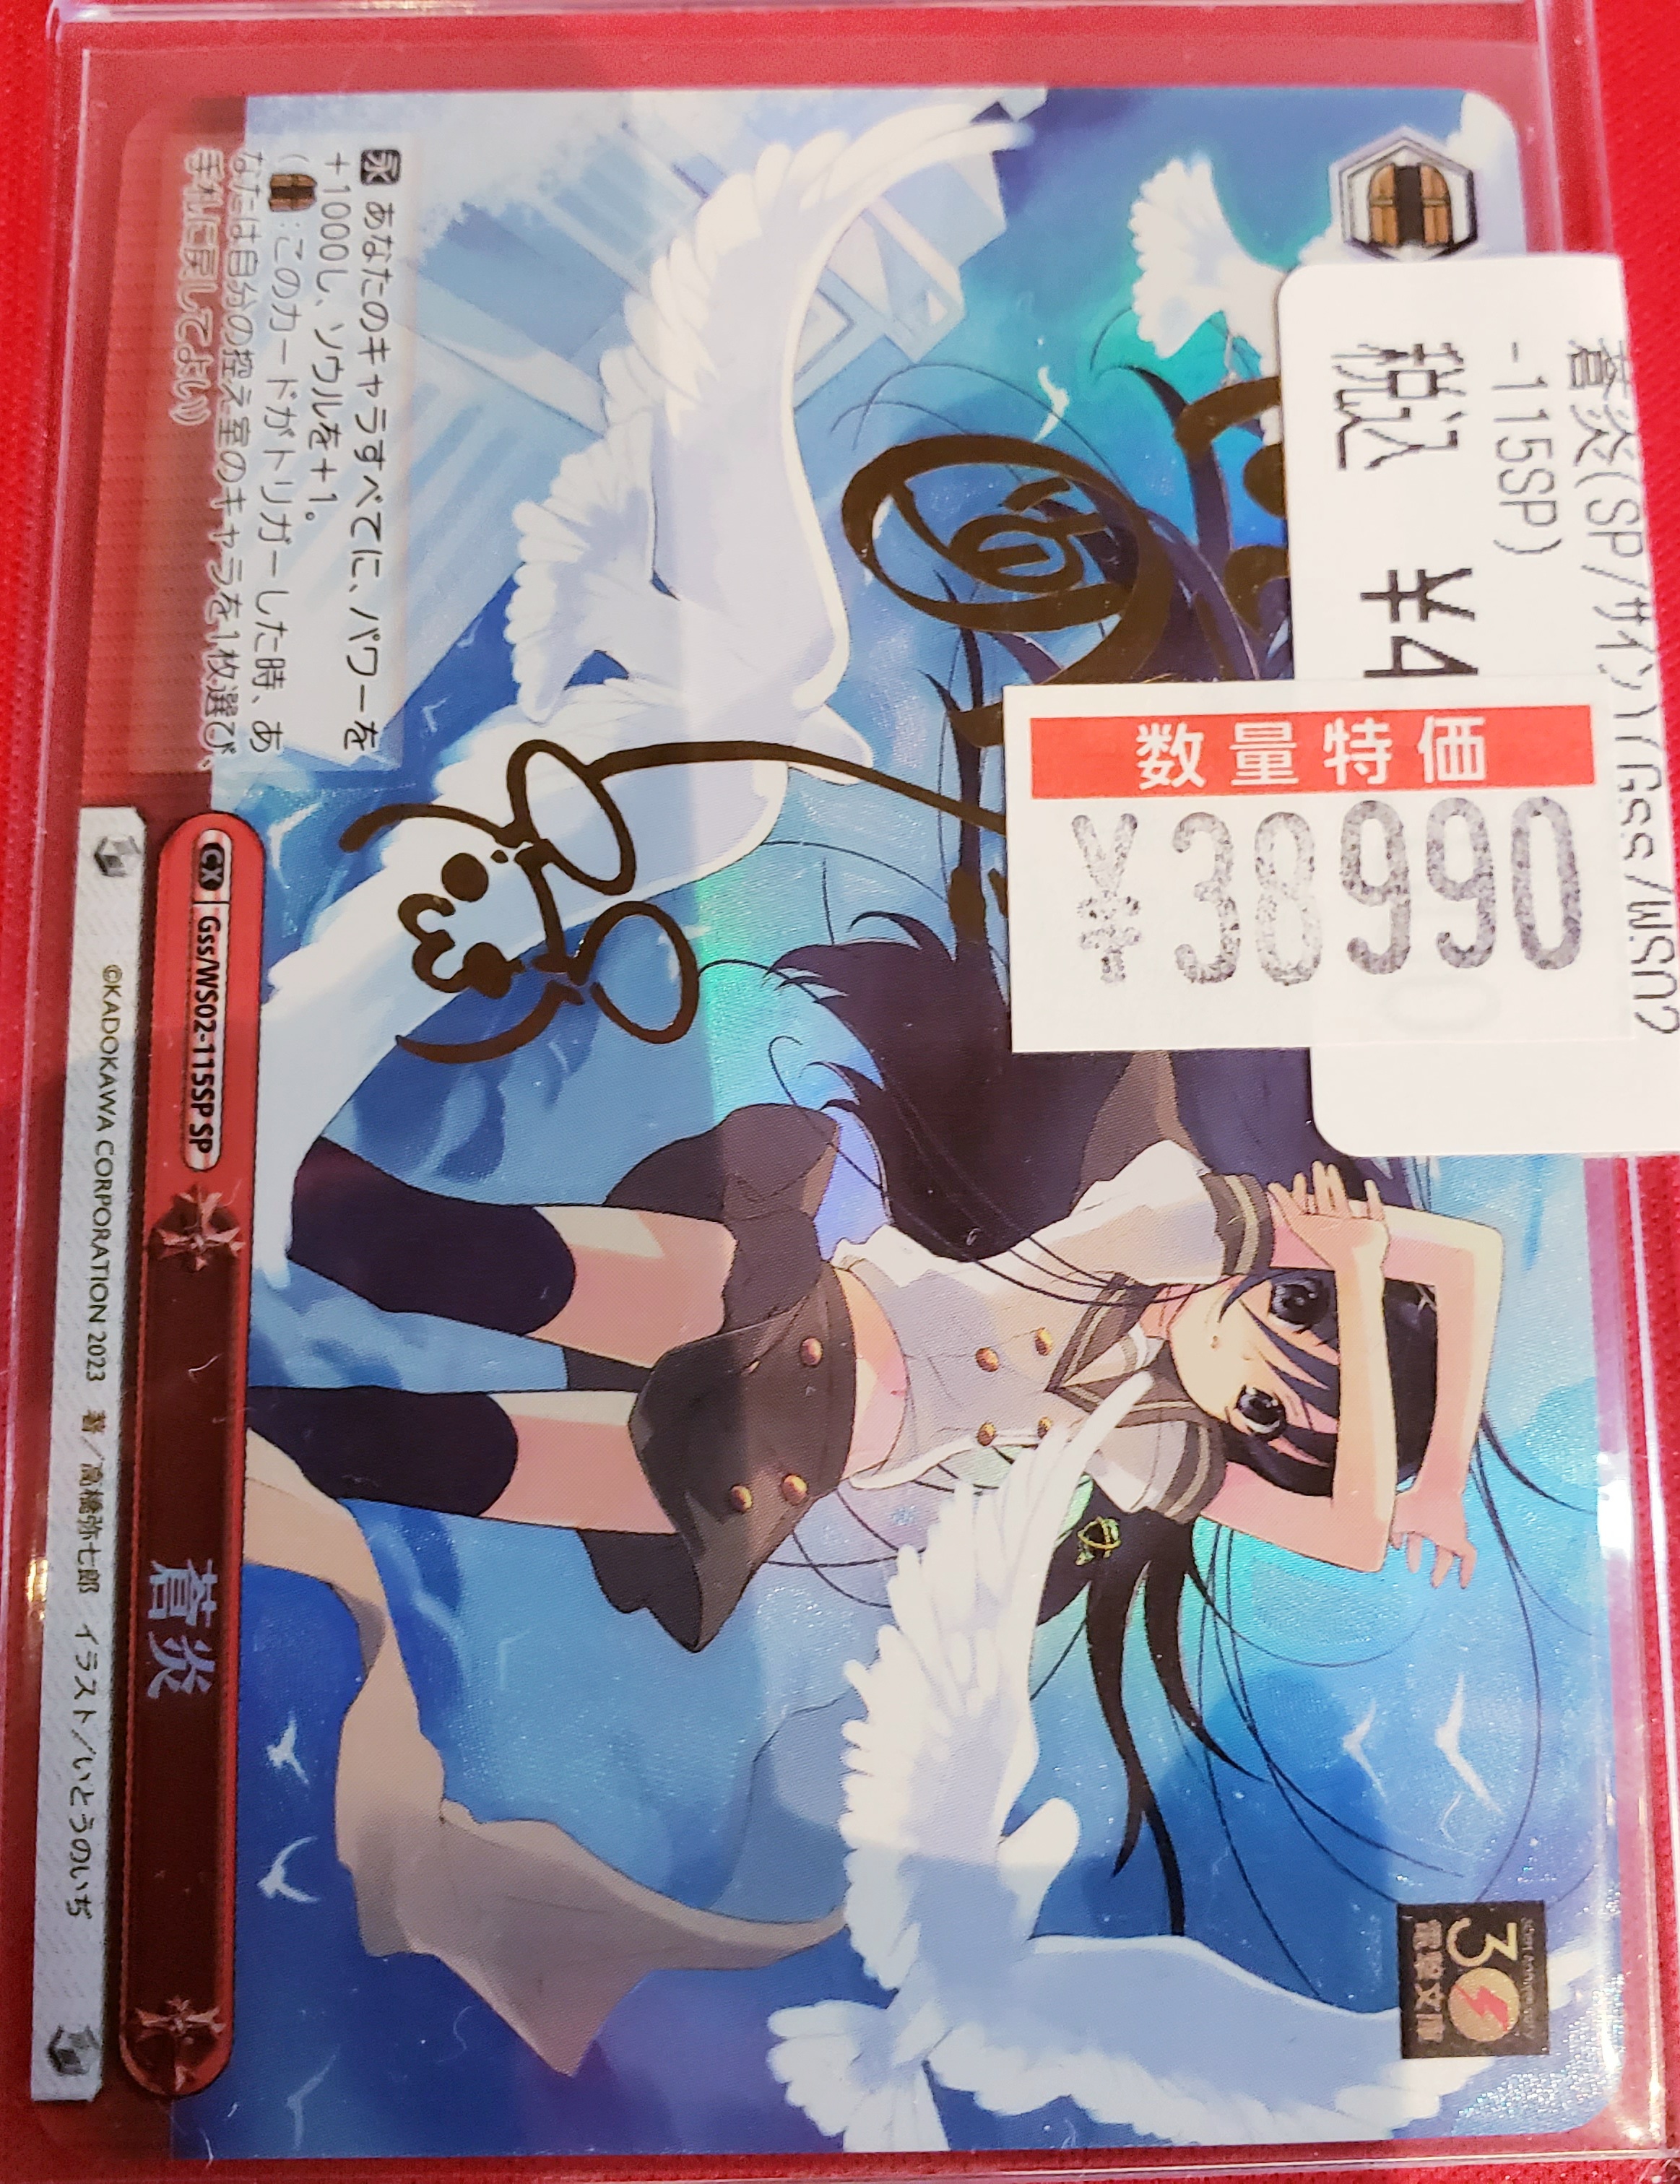 蒼炎(SP/サイン)(Gss/WS02
-115SP)
税込 ¥4
数量特価
¥38990
30
電撃文庫
永 あなたのキャラすべてに、パワーを
+1000し、ソウルを+1。
(:このカードがトリガーした時、あ
なたは自分の控え室のキャラを1枚選び、
手札に戻してよい)
CX Gss/WS02-115SP SP
蒼炎
©KADOKAWA CORPORATION 2023 著/高橋弥七郎 イラスト/いとうのいぢ